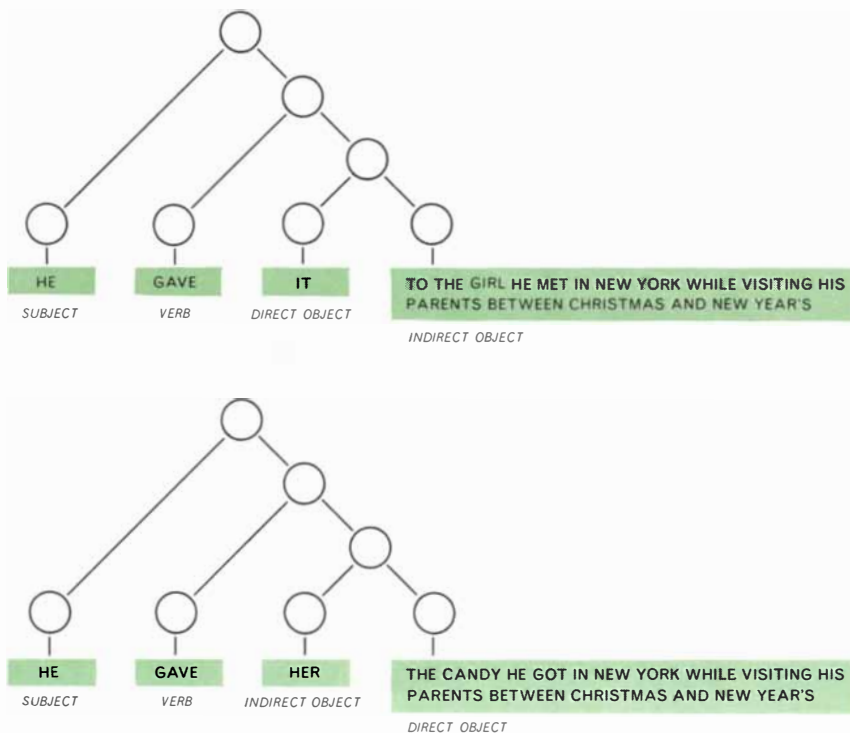 HE GAVE IT TO THE GIRL HE MET IN NEW YORK WHILE VISITING HIS
PARENTS BETWEEN CHRISTMAS AND NEW YEAR'S
SUBJECT VERB DIRECT OBJECT
INDIRECT OBJECT
HE GAVE HER THE CANDY HE GOT IN NEW YORK WHILE VISITING HIS
PARENTS BETWEEN CHRISTMAS AND NEW YEAR'S
SUBJECT VERB INDIRECT OBJECT
DIRECT OBJECT